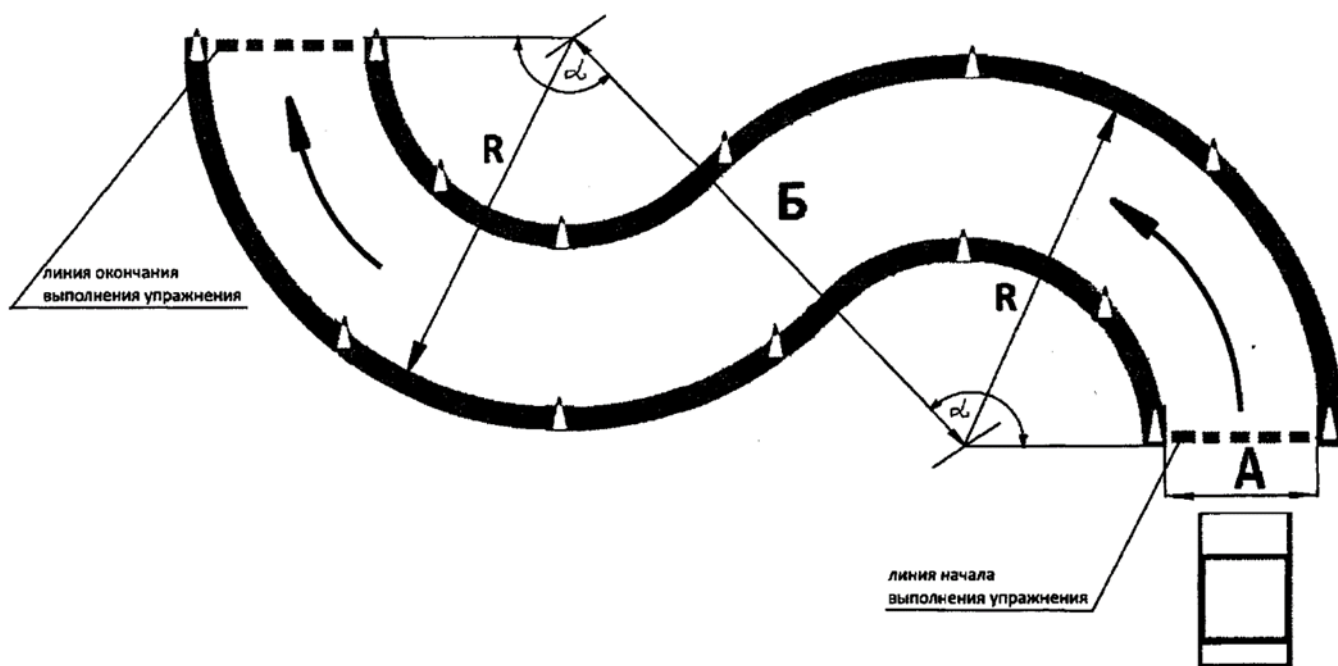 α
R
Б
линия окончания
выполнения упражнения
R
α
А
линия начала
выполнения упражнения